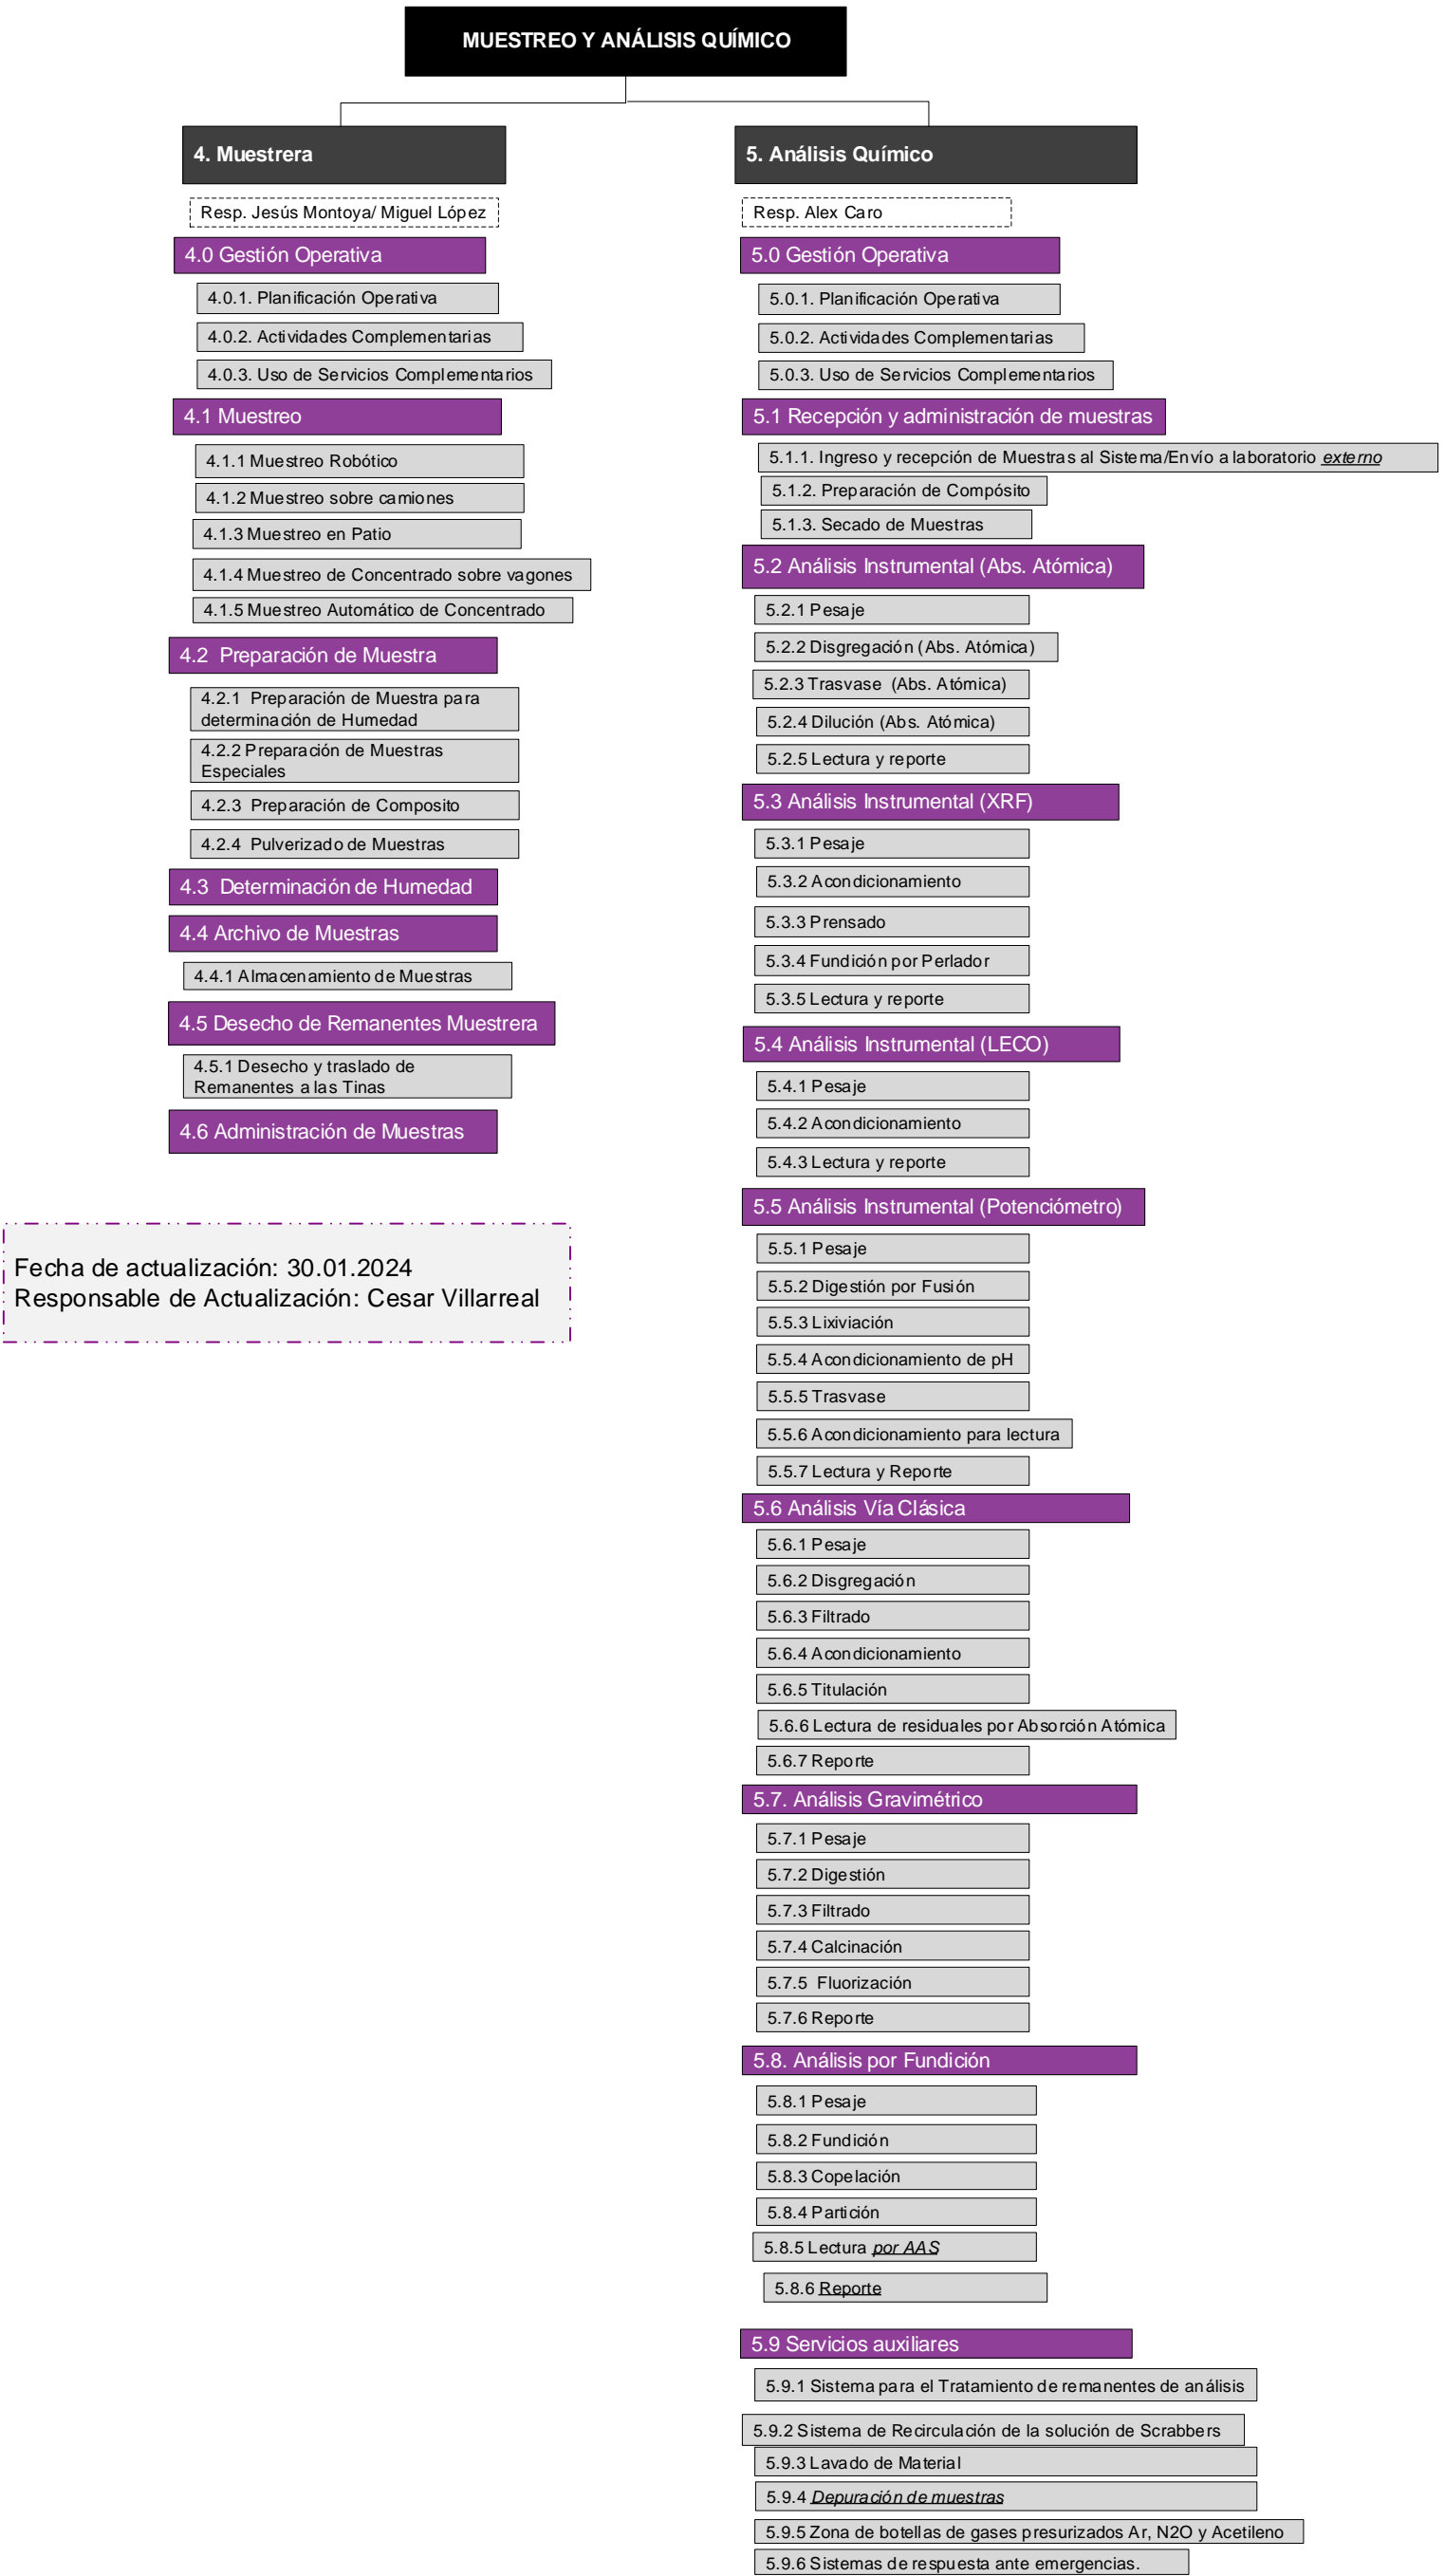 MUESTREO Y ANÁLISIS QUÍMICO
4. Muestrera
Resp. Jesús Montoya/ Miguel López
4.0 Gestión Operativa
4.0.1. Planificación Operativa
4.0.2. Actividades Complementarias
4.0.3. Uso de Servicios Complementarios
4.1 Muestreo
4.1.1 Muestreo Robótico
4.1.2 Muestreo sobre camiones
4.1.3 Muestreo en Patio
4.1.4 Muestreo de Concentrado sobre vagones
4.1.5 Muestreo Automático de Concentrado
4.2 Preparación de Muestra
4.2.1 Preparación de Muestra para
determinación de Humedad
4.2.2 Preparación de Muestras
Especiales
4.2.3 Preparación de Composito
4.2.4 Pulverizado de Muestras
4.3 Determinación de Humedad
4.4 Archivo de Muestras
4.4.1 Almacenamiento de Muestras
4.5 Desecho de Remanentes Muestrera
4.5.1 Desecho y traslado de
Remanentes a las Tinas
4.6 Administración de Muestras
Fecha de actualización: 30.01.2024
Responsable de Actualización: Cesar Villarreal
5. Análisis Químico
Resp. Alex Caro
5.0 Gestión Operativa
5.0.1. Planificación Operativa
5.0.2. Actividades Complementarias
5.0.3. Uso de Servicios Complementarios
5.1 Recepción y administración de muestras
5.1.1. Ingreso y recepción de Muestras al Sistema/Envío a laboratorio externo
5.1.2. Preparación de Compósito
5.1.3. Secado de Muestras
5.2 Análisis Instrumental (Abs. Atómica)
5.2.1 Pesaje
5.2.2 Disgregación (Abs. Atómica)
5.2.3 Trasvase (Abs. Atómica)
5.2.4 Dilución (Abs. Atómica)
5.2.5 Lectura y reporte
5.3 Análisis Instrumental (XRF)
5.3.1 Pesaje
5.3.2 Acondicionamiento
5.3.3 Prensado
5.3.4 Fundición por Perlador
5.3.5 Lectura y reporte
5.4 Análisis Instrumental (LECO)
5.4.1 Pesaje
5.4.2 Acondicionamiento
5.4.3 Lectura y reporte
5.5 Análisis Instrumental (Potenciómetro)
5.5.1 Pesaje
5.5.2 Digestión por Fusión
5.5.3 Lixiviación
5.5.4 Acondicionamiento de pH
5.5.5 Trasvase
5.5.6 Acondicionamiento para lectura
5.5.7 Lectura y Reporte
5.6 Análisis Vía Clásica
5.6.1 Pesaje
5.6.2 Disgregación
5.6.3 Filtrado
5.6.4 Acondicionamiento
5.6.5 Titulación
5.6.6 Lectura de residuales por Absorción Atómica
5.6.7 Reporte
5.7. Análisis Gravimétrico
5.7.1 Pesaje
5.7.2 Digestión
5.7.3 Filtrado
5.7.4 Calcinación
5.7.5 Fluorización
5.7.6 Reporte
5.8. Análisis por Fundición
5.8.1 Pesaje
5.8.2 Fundición
5.8.3 Copelación
5.8.4 Partición
5.8.5 Lectura por AAS
5.8.6 Reporte
5.9 Servicios auxiliares
5.9.1 Sistema para el Tratamiento de remanentes de análisis
5.9.2 Sistema de Recirculación de la solución de Scrabbers
5.9.3 Lavado de Material
5.9.4 Depuración de muestras
5.9.5 Zona de botellas de gases presurizados Ar, N2O y Acetileno
5.9.6 Sistemas de respuesta ante emergencias.